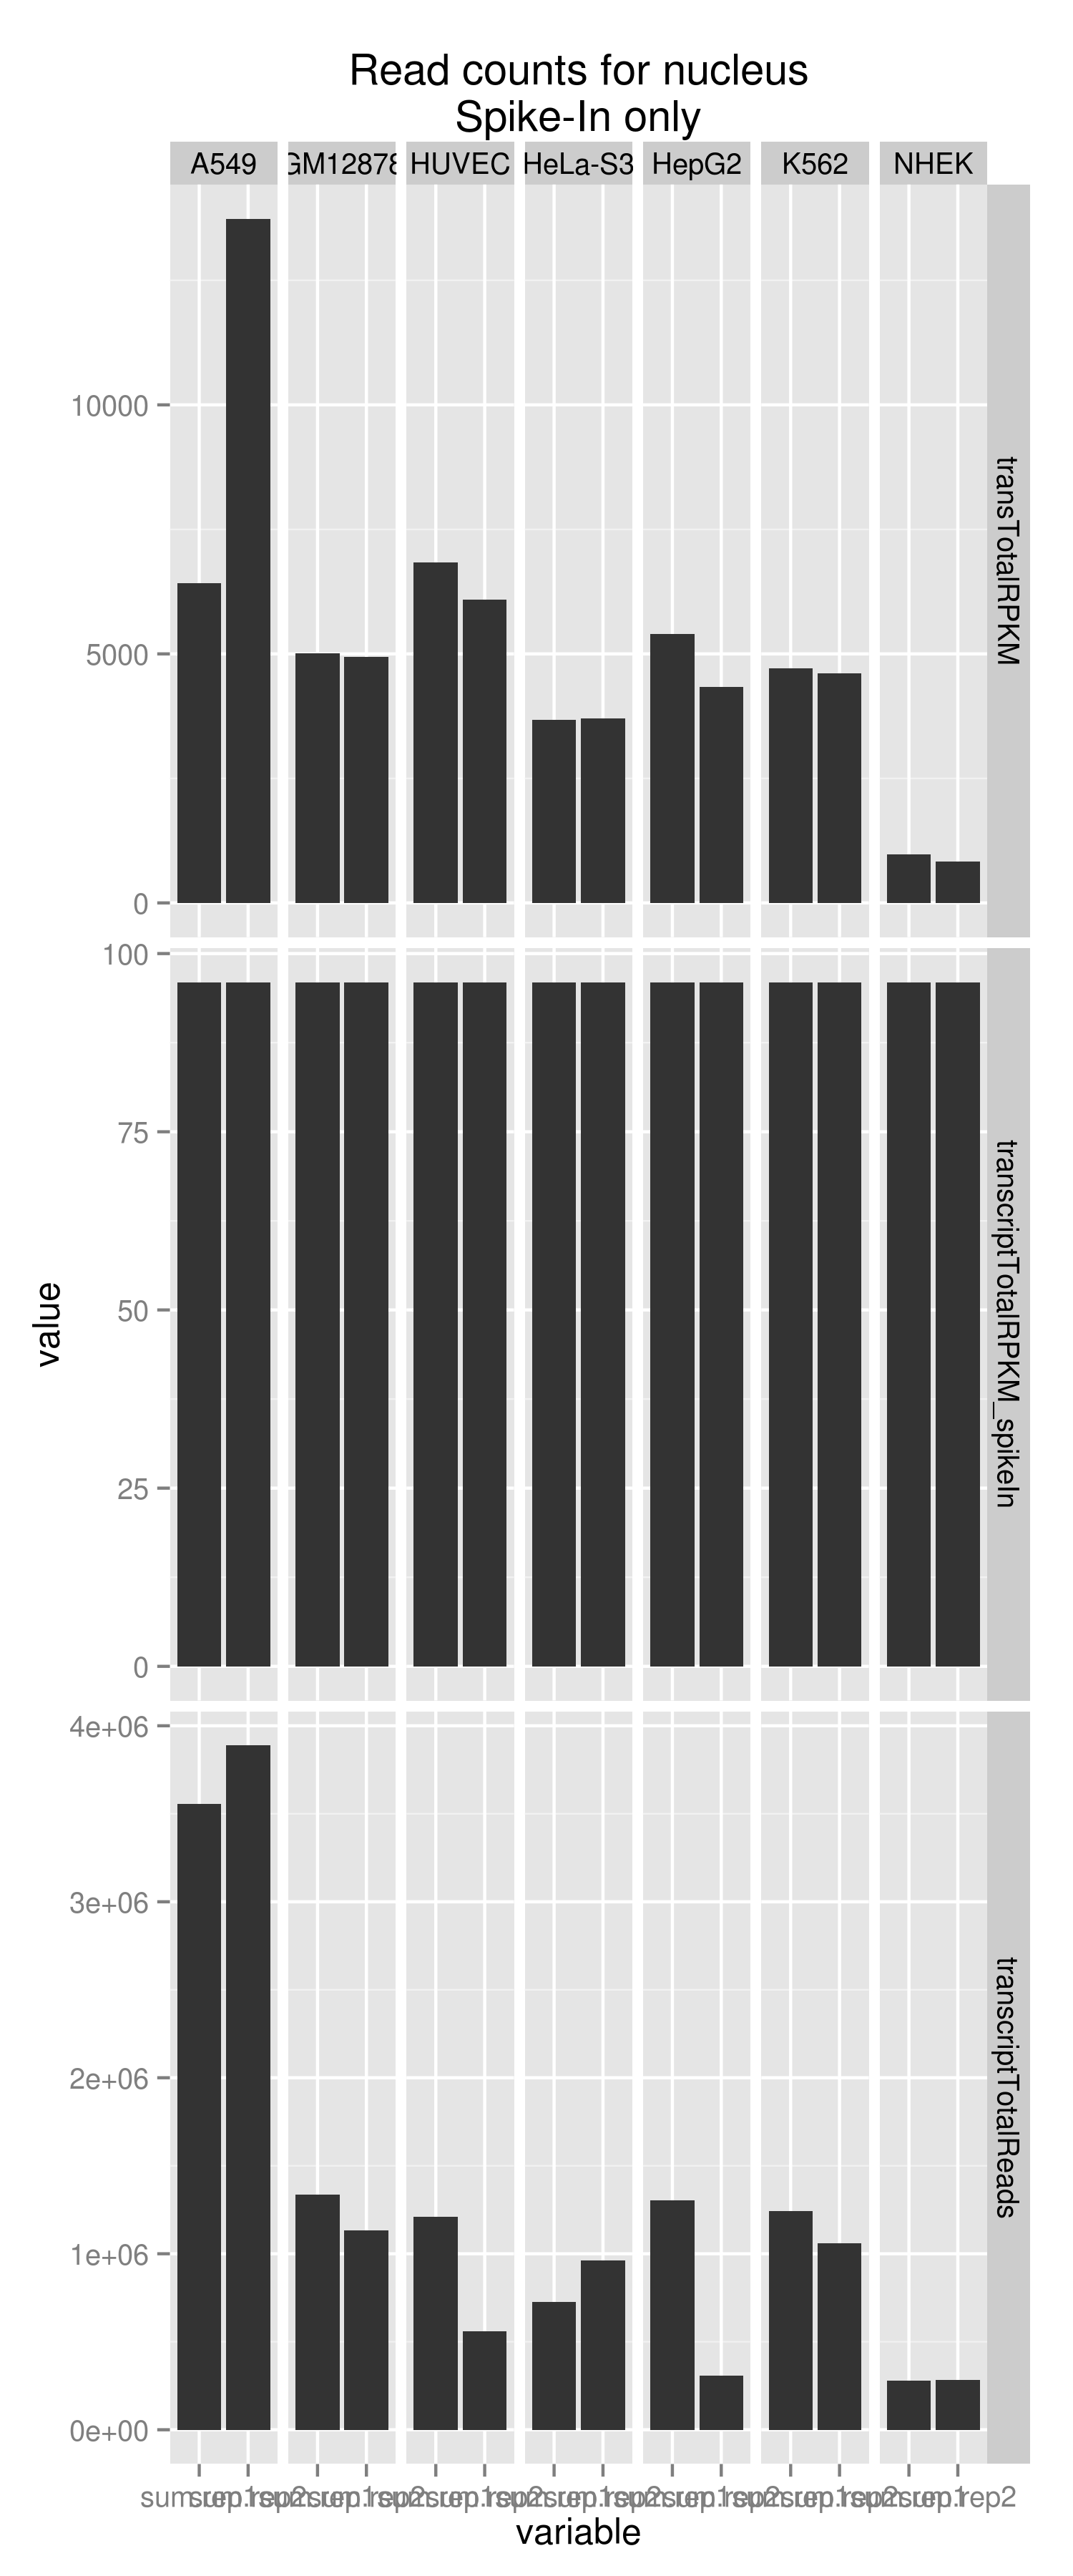 Read counts for nucleus
Spike-In only
A549
GM12878
HUVEC
HeLa-S3
HepG2
K562
NHEK
10000
5000
0
transTotalRPKM
100
75
50
25
0
transcriptTotalRPKM_spikeIn
4e+06
3e+06
2e+06
1e+06
0e+00
transcriptTotalReads
value
variable